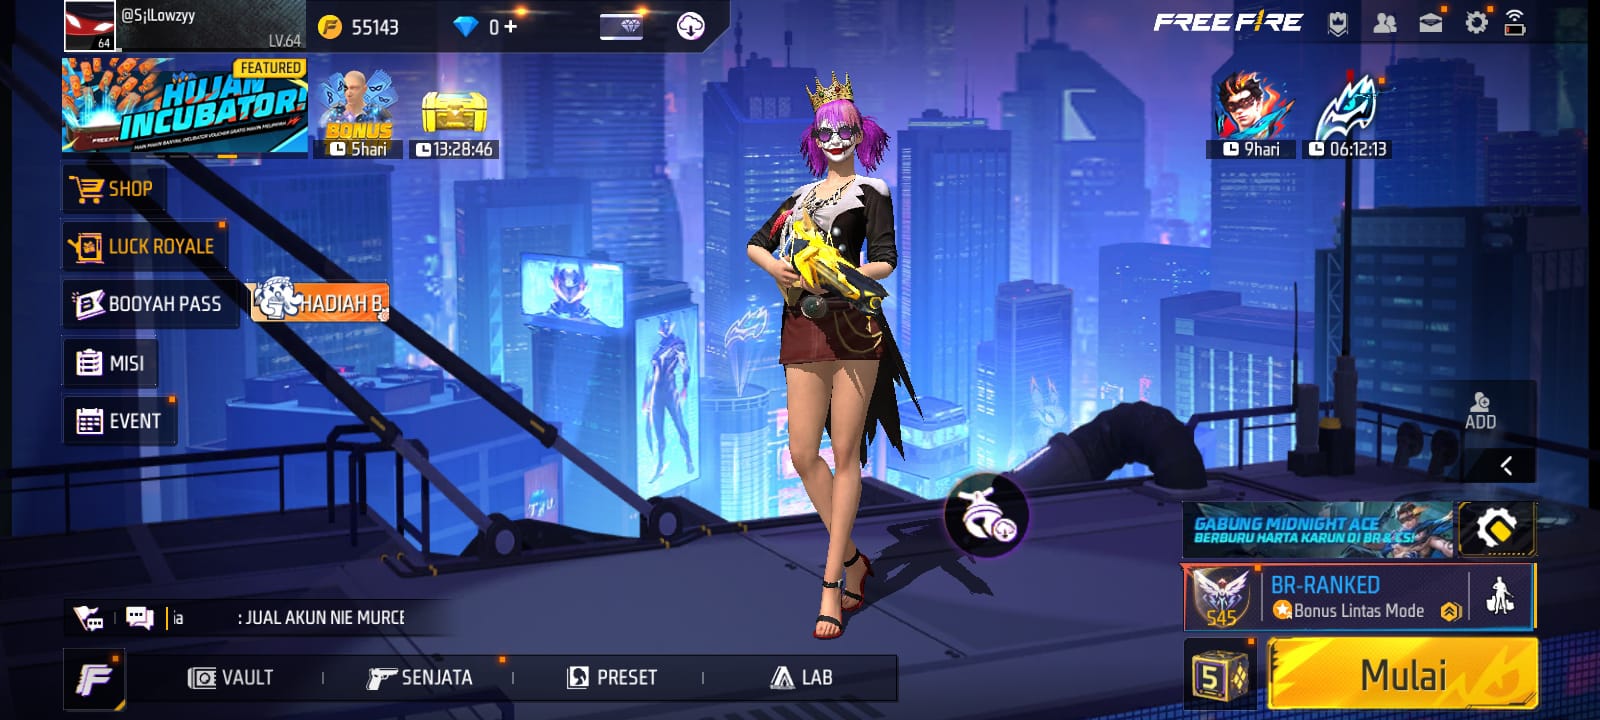 @S¡lLowzyy
64
LV.64
55143
0 +
FREE FIRE
FEATURED
HUJAN
INCUBATOR!
BONUS
5hari
13:28:46
9hari
06:12:13
SHOP
LUCK ROYALE
BOOYAH PASS
HADIAH B
MISI
EVENT
ADD
GABUNG MIDNIGHT ACE
BERBURU HARTA KARUN DI BR & CS!
BR-RANKED
545
Bonus Lintas Mode
ia : JUAL AKUN NIE MURCE
VAULT
SENJATA
PRESET
LAB
5
Mulai